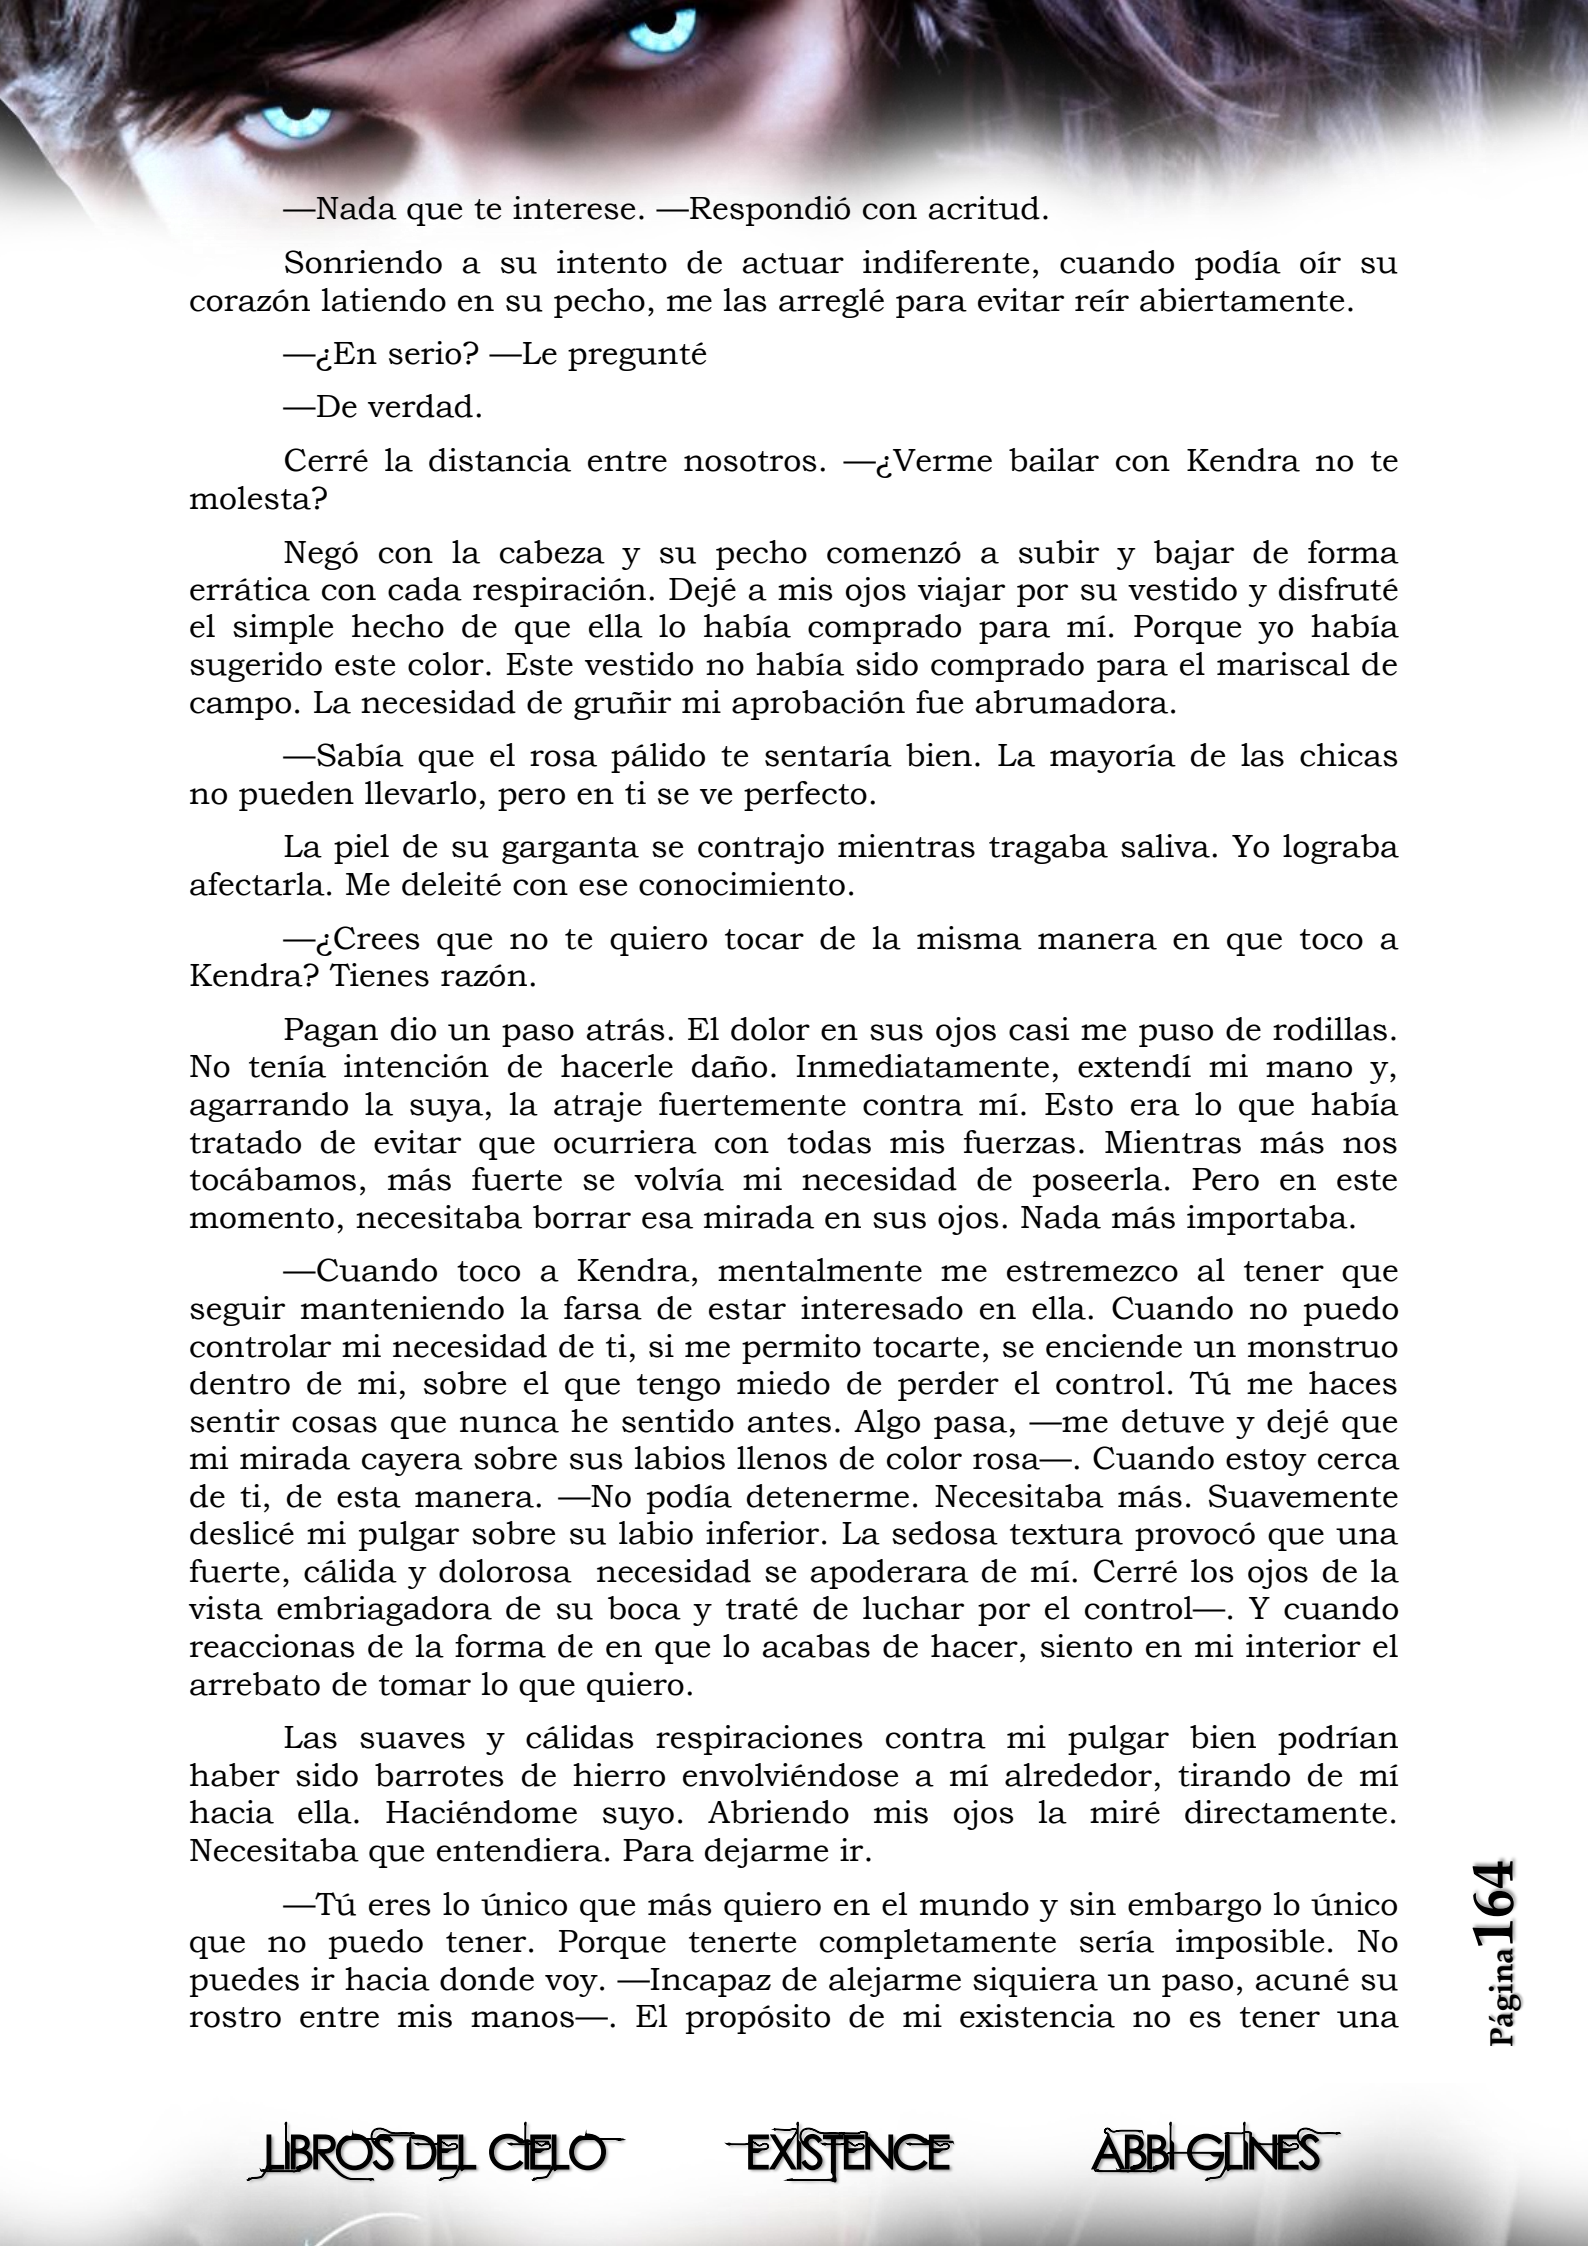 —Nada que te interese. —Respondió con acritud.
Sonriendo a su intento de actuar indiferente, cuando podía oír su
corazón latiendo en su pecho, me las arreglé para evitar reír abiertamente.
—¿En serio? —Le pregunté
—De verdad.
Cerré la distancia entre nosotros. —¿Verme bailar con Kendra no te
molesta?
Negó con la cabeza y su pecho comenzó a subir y bajar de forma
errática con cada respiración. Dejé a mis ojos viajar por su vestido y disfruté
el simple hecho de que ella lo había comprado para mí. Porque yo había
sugerido este color. Este vestido no había sido comprado para el mariscal de
campo. La necesidad de gruñir mi aprobación fue abrumadora.
—Sabía que el rosa pálido te sentaría bien. La mayoría de las chicas
no pueden llevarlo, pero en ti se ve perfecto.
La piel de su garganta se contrajo mientras tragaba saliva. Yo lograba
afectarla. Me deleité con ese conocimiento.
—¿Crees que no te quiero tocar de la misma manera en que toco a
Kendra? Tienes razón.
Pagan dio un paso atrás. El dolor en sus ojos casi me puso de rodillas.
No tenía intención de hacerle daño. Inmediatamente, extendí mi mano y,
agarrando la suya, la atraje fuertemente contra mí. Esto era lo que había
tratado de evitar que ocurriera con todas mis fuerzas. Mientras más nos
tocábamos, más fuerte se volvía mi necesidad de poseerla. Pero en este
momento, necesitaba borrar esa mirada en sus ojos. Nada más importaba.
—Cuando toco a Kendra, mentalmente me estremezco al tener que
seguir manteniendo la farsa de estar interesado en ella. Cuando no puedo
controlar mi necesidad de ti, si me permito tocarte, se enciende un monstruo
dentro de mi, sobre el que tengo miedo de perder el control. Tú me haces
sentir cosas que nunca he sentido antes. Algo pasa, —me detuve y dejé que
mi mirada cayera sobre sus labios llenos de color rosa—. Cuando estoy cerca
de ti, de esta manera. —No podía detenerme. Necesitaba más. Suavemente
deslicé mi pulgar sobre su labio inferior. La sedosa textura provocó que una
fuerte, cálida y dolorosa necesidad se apoderara de mí. Cerré los ojos de la
vista embriagadora de su boca y traté de luchar por el control—. Y cuando
reaccionas de la forma de en que lo acabas de hacer, siento en mi interior el
arrebato de tomar lo que quiero.
Las suaves y cálidas respiraciones contra mi pulgar bien podrían
haber sido barrotes de hierro envolviéndose a mí alrededor, tirando de mí
hacia ella. Haciéndome suyo. Abriendo mis ojos la miré directamente.
Necesitaba que entendiera. Para dejarme ir.
—Tú eres lo único que más quiero en el mundo y sin embargo lo único
que no puedo tener. Porque tenerte completamente sería imposible. No
puedes ir hacia donde voy. —Incapaz de alejarme siquiera un paso, acuné su
rostro entre mis manos—. El propósito de mi existencia no es tener una
Página164
LIBROS DEL CIELO EXISTENCE ABBI GLINES